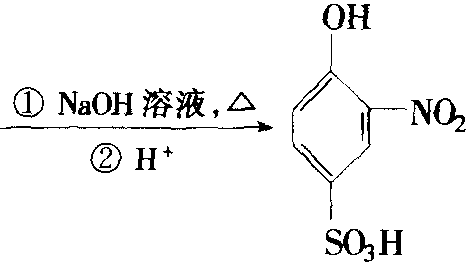 OH
① NaOH 溶液,△
② H⁺
NO₂
SO₃H